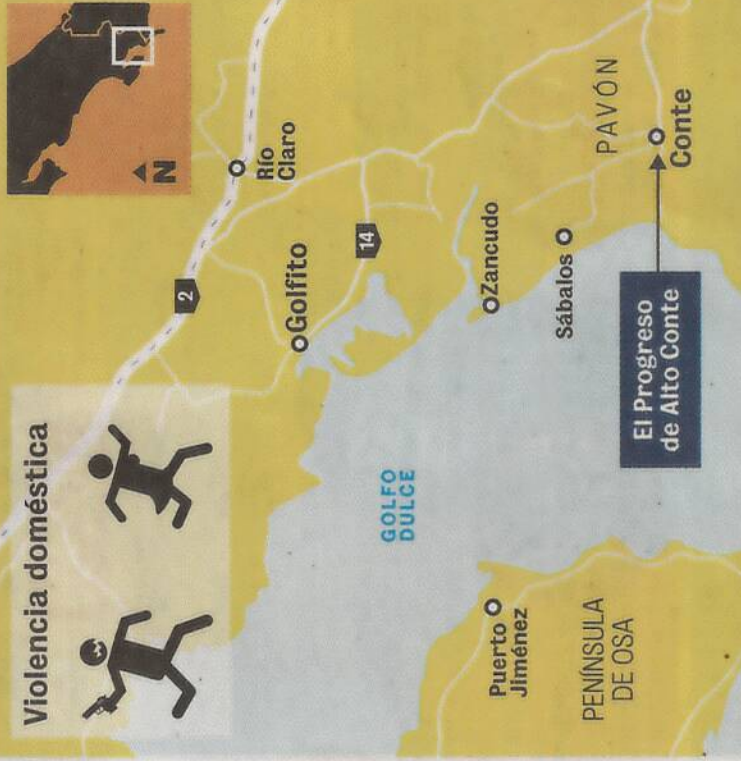 Violencia doméstica
N
2
Río
Claro
Golfito
14
GOLFO
DULCE
Zancudo
Sábalos
PAVÓN
Conte
El Progreso
de Alto Conte
Puerto
Jiménez
PENÍNSULA
DE OSA